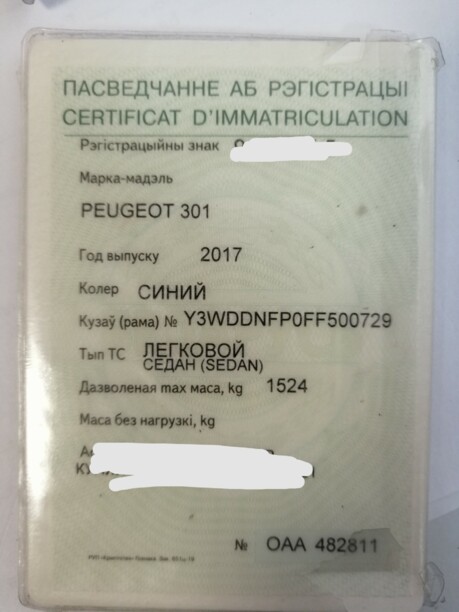 ПАСВЕДЧАННЕ АБ РЭГІСТРАЦЫІ
CERTIFICAT D'IMMATRICULATION
Рэгістрацыйны знак
Марка-мадэль
PEUGEOT 301
Год выпуску 2017
Колер СИНИЙ
Кузаў (рама) № Y3WDDNFP0FF500729
Тып ТС ЛЕГКОВОЙ
СЕДАН (SEDAN)
Дазволеная max маса, kg 1524
Маса без нагрузкі, kg
№ ОАА 482811